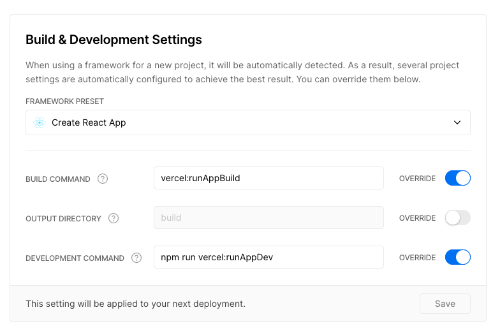 Build & Development Settings
When using a framework for a new project, it will be automatically detected. As a result, several project
settings are automatically configured to achieve the best result. You can override them below.
FRAMEWORK PRESET
Create React App
BUILD COMMAND ? vercel:runAppBuild OVERRIDE
OUTPUT DIRECTORY ? build OVERRIDE
DEVELOPMENT COMMAND ? npm run vercel:runAppDev OVERRIDE
This setting will be applied to your next deployment. Save